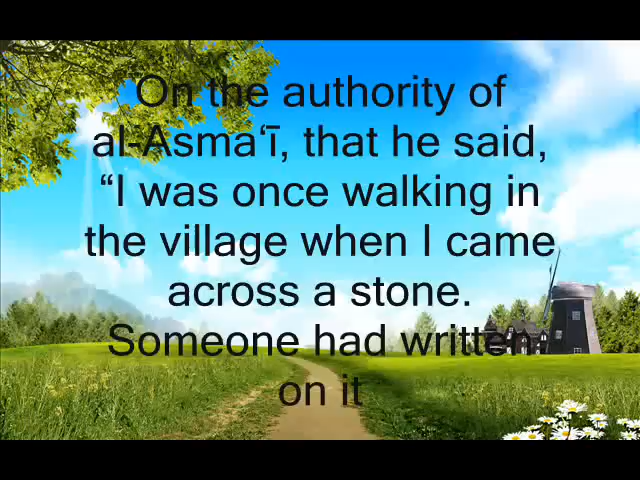 On the authority of
al-Asma‘ī, that he said,
“I was once walking in
the village when I came
across a stone.
Someone had written
on it